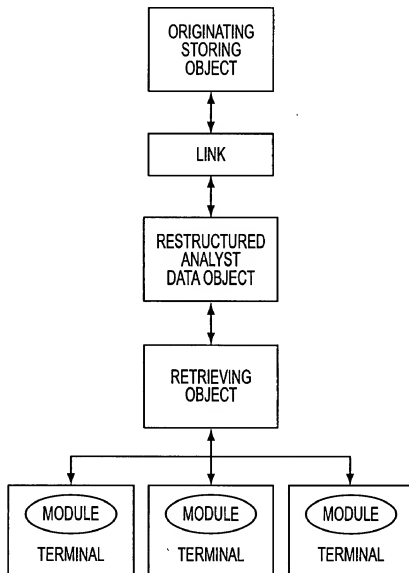 ORIGINATING
STORING
OBJECT
LINK
RESTRUCTURED
ANALYST
DATA OBJECT
RETRIEVING
OBJECT
MODULE
TERMINAL
MODULE
TERMINAL
MODULE
TERMINAL